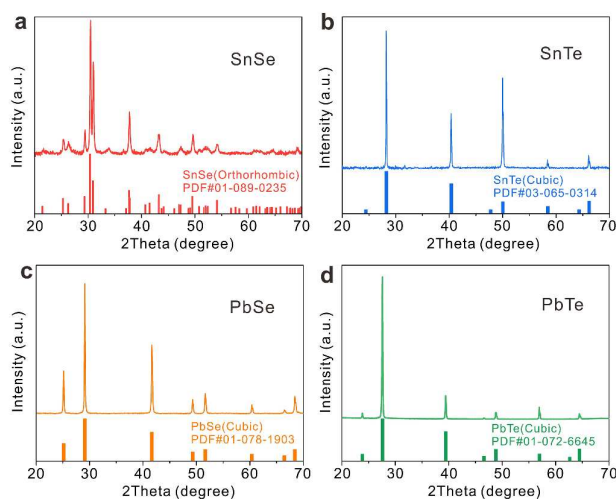 a
SnSe
Intensity (a.u.)
SnSe(Orthorhombic)
PDF#01-089-0235
20 30 40 50 60 70
2Theta (degree)
b
SnTe
Intensity (a.u.)
SnTe(Cubic)
PDF#03-065-0314
20 30 40 50 60 70
2Theta (degree)
c
PbSe
Intensity (a.u.)
PbSe(Cubic)
PDF#01-078-1903
20 30 40 50 60 70
2Theta (degree)
d
PbTe
Intensity (a.u.)
PbTe(Cubic)
PDF#01-072-6645
20 30 40 50 60 70
2Theta (degree)